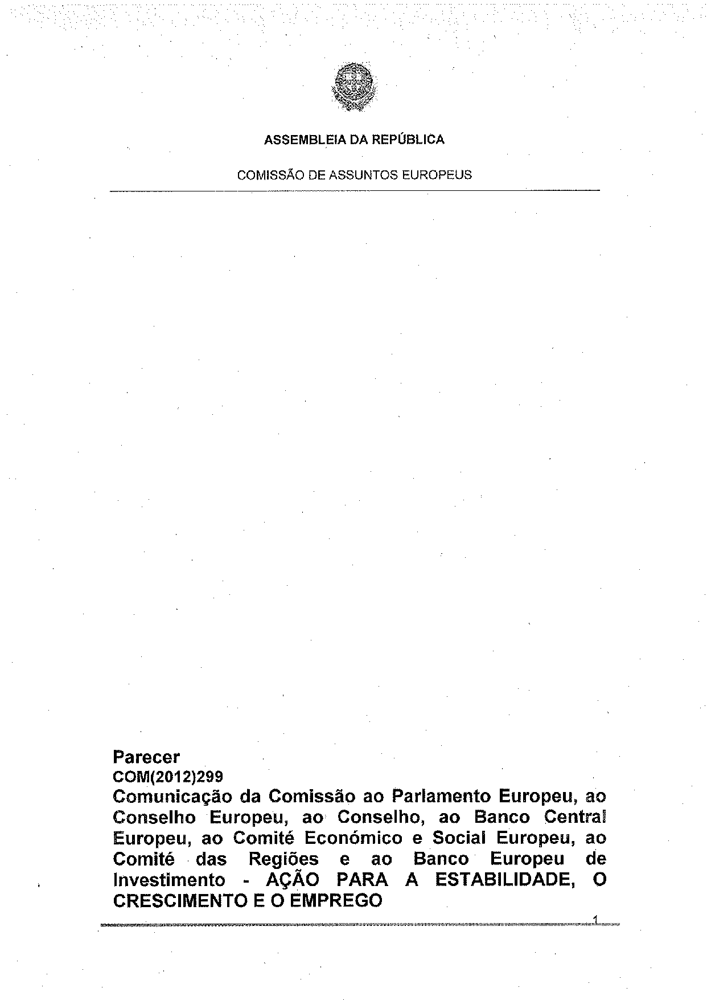 ASSEMBLEIA DA REPÚBLICA
COMISSÃO DE ASSUNTOS EUROPEUS
Parecer
COM(2012)299
Comunicação da Comissão ao Parlamento Europeu, ao
Conselho Europeu, ao Conselho, ao Banco Central
Europeu, ao Comité Económico e Social Europeu, ao
Comité das Regiões e ao Banco Europeu de
Investimento - AÇÃO PARA A ESTABILIDADE, O
CRESCIMENTO E O EMPREGO
1